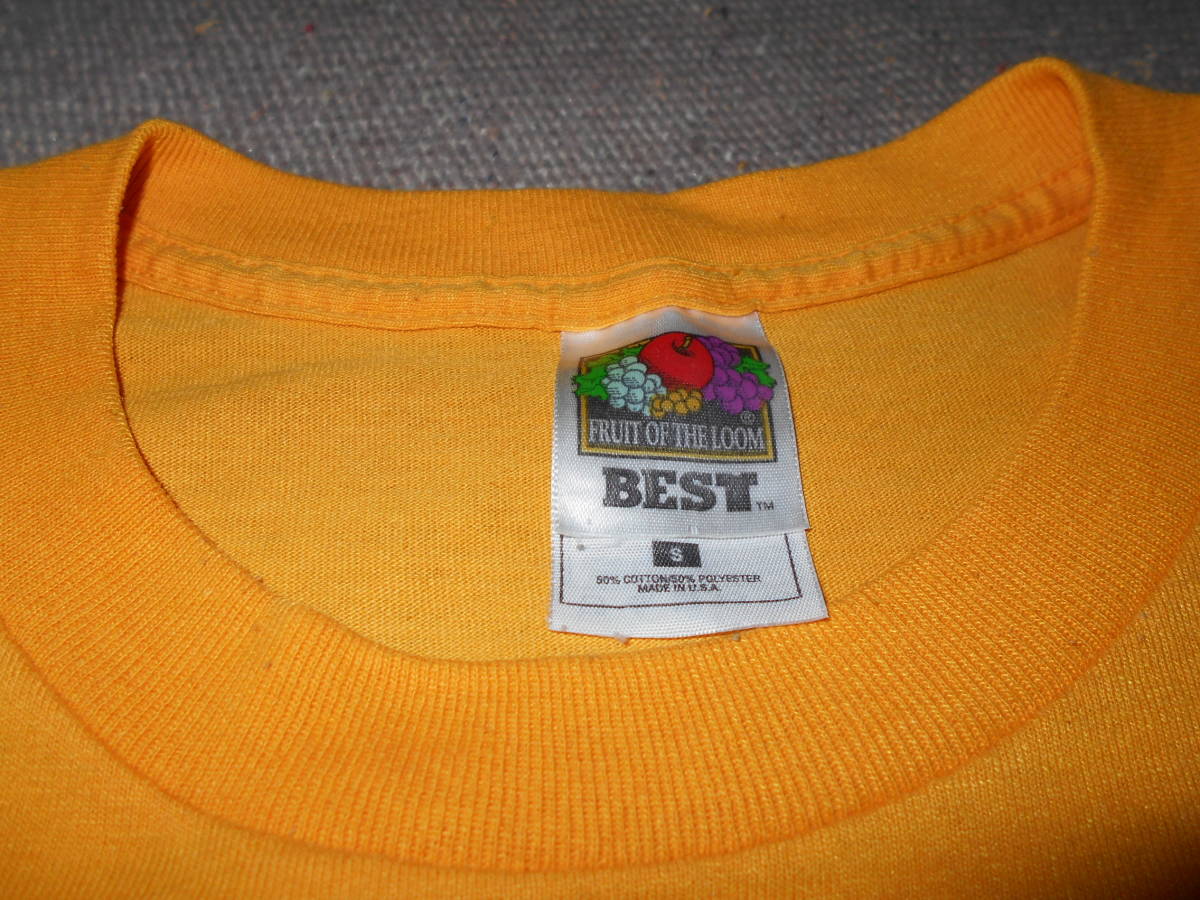 ®
FRUIT OF THE LOOM
BEST™
S
50% COTTON/50% POLYESTER
MADE IN U.S.A.